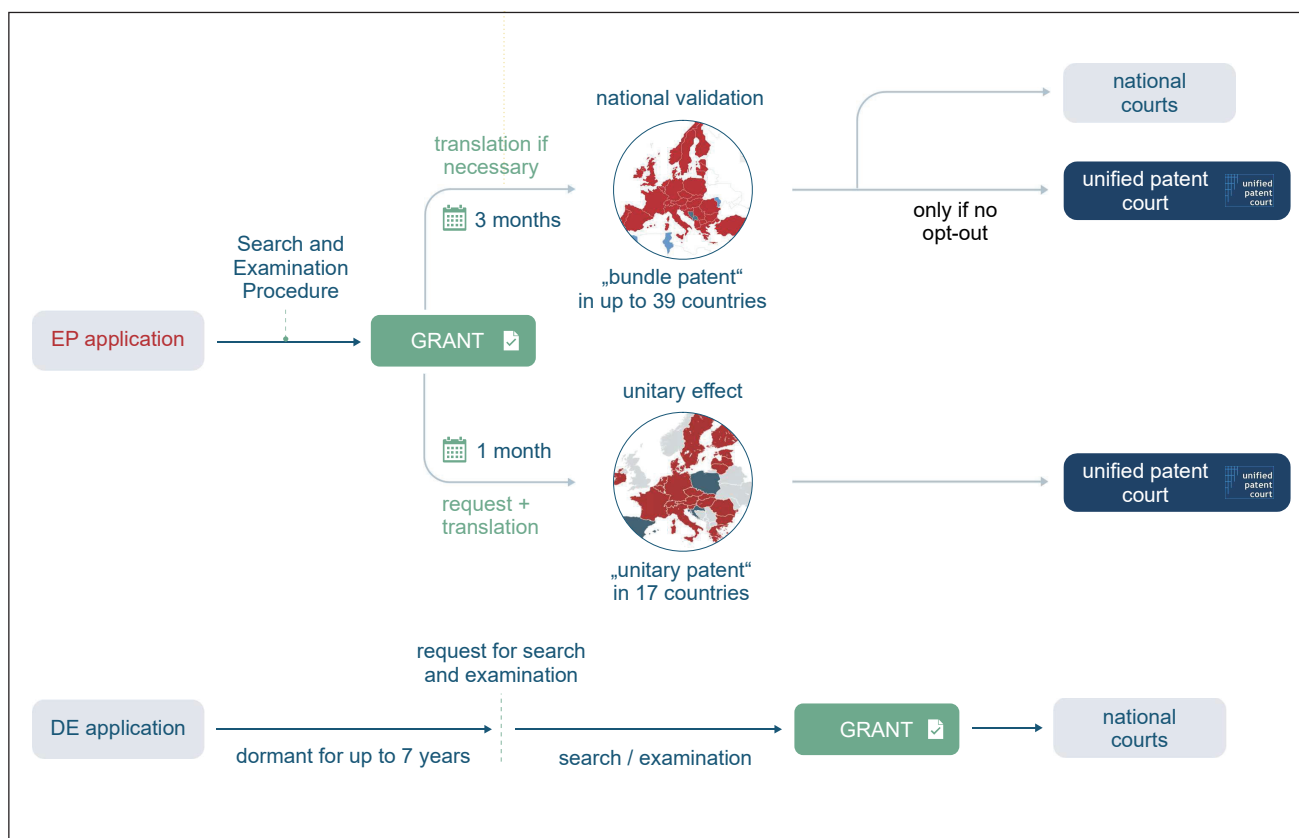 national validation
national
courts
translation if
necessary
3 months
unified patent
court
unified
patent
court
only if no
opt-out
Search and
Examination
Procedure
„bundle patent“
in up to 39 countries
EP application
GRANT
unitary effect
1 month
request +
translation
unified patent
court
unified
patent
court
„unitary patent“
in 17 countries
request for search
and examination
DE application
dormant for up to 7 years
search / examination
GRANT
national
courts